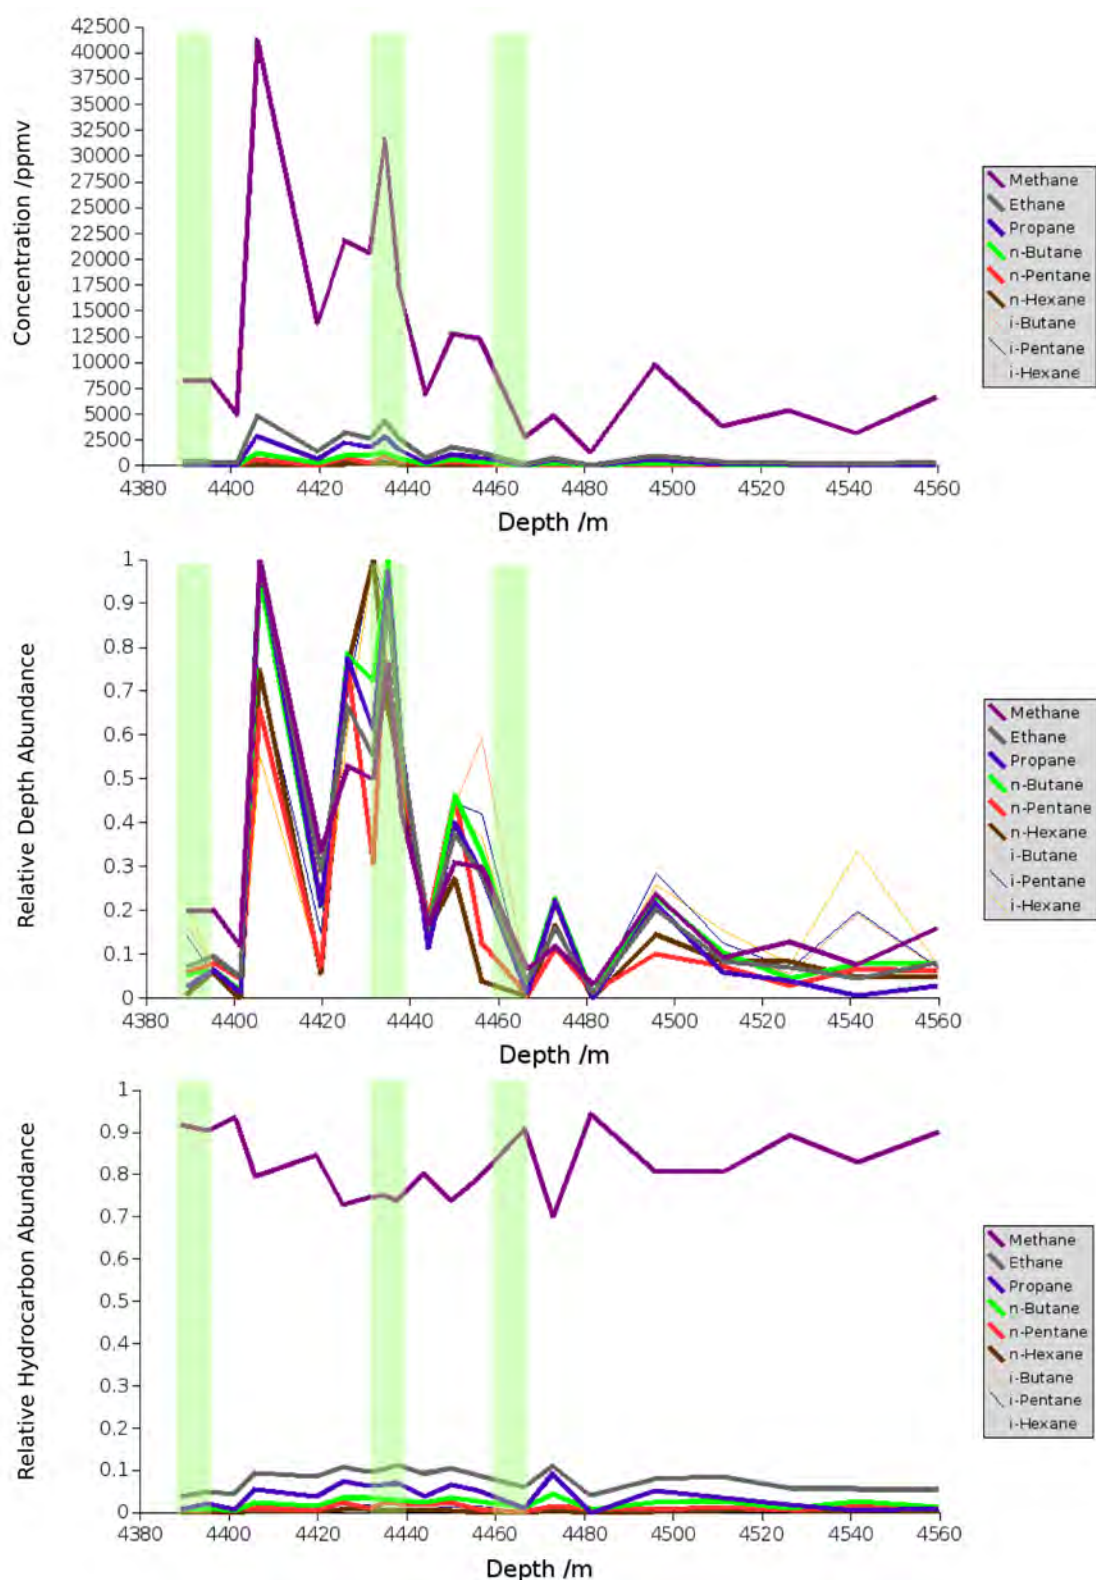 42500
40000
37500
35000
32500
30000
27500
25000
22500
20000
17500
15000
12500
10000
7500
5000
2500
0
Concentration /ppmv
4380 4400 4420 4440 4460 4480 4500 4520 4540 4560
Depth /m
Methane
Ethane
Propane
n-Butane
n-Pentane
n-Hexane
i-Butane
i-Pentane
i-Hexane
1
0.9
0.8
0.7
0.6
0.5
0.4
0.3
0.2
0.1
0
Relative Depth Abundance
4380 4400 4420 4440 4460 4480 4500 4520 4540 4560
Depth /m
Methane
Ethane
Propane
n-Butane
n-Pentane
n-Hexane
i-Butane
i-Pentane
i-Hexane
1
0.9
0.8
0.7
0.6
0.5
0.4
0.3
0.2
0.1
0
Relative Hydrocarbon Abundance
4380 4400 4420 4440 4460 4480 4500 4520 4540 4560
Depth /m
Methane
Ethane
Propane
n-Butane
n-Pentane
n-Hexane
i-Butane
i-Pentane
i-Hexane